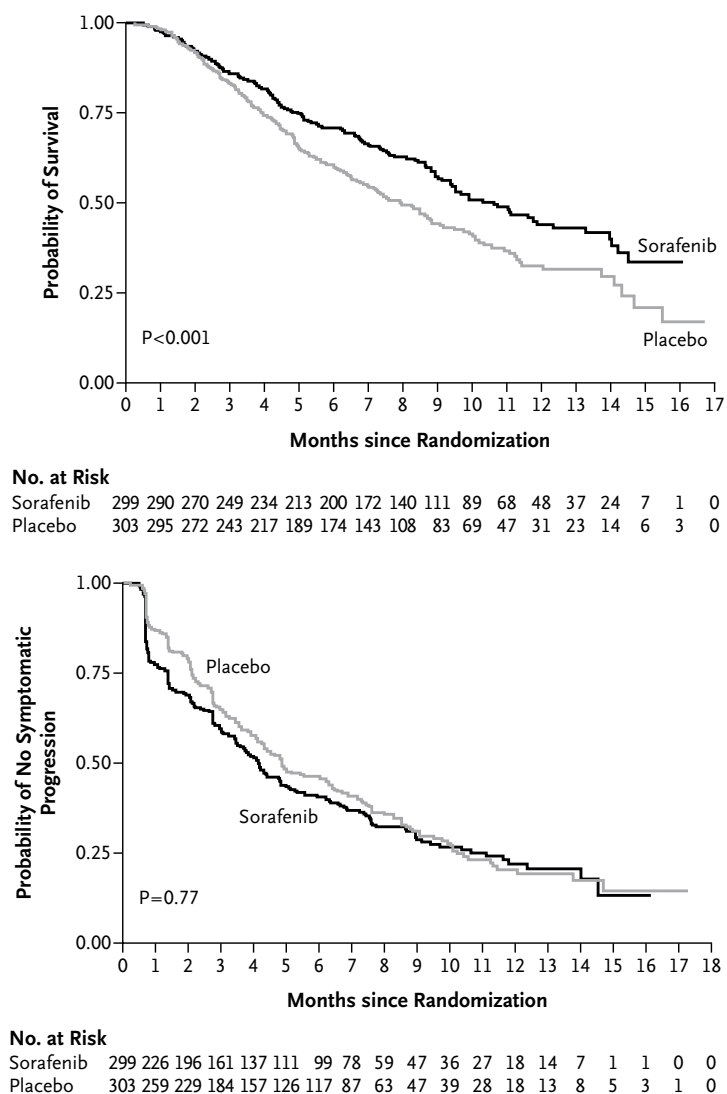 1.00
0.75
0.50
0.25
0.00
Probability of Survival
Sorafenib
Placebo
P<0.001
0 1 2 3 4 5 6 7 8 9 10 11 12 13 14 15 16 17
Months since Randomization
No. at Risk
Sorafenib 299 290 270 249 234 213 200 172 140 111 89 68 48 37 24 7 1 0
Placebo 303 295 272 243 217 189 174 143 108 83 69 47 31 23 14 6 3 0
1.00
0.75
0.50
0.25
0.00
Probability of No Symptomatic
Progression
Placebo
Sorafenib
P=0.77
0 1 2 3 4 5 6 7 8 9 10 11 12 13 14 15 16 17 18
Months since Randomization
No. at Risk
Sorafenib 299 226 196 161 137 111 99 78 59 47 36 27 18 14 7 1 1 0 0
Placebo 303 259 229 184 157 126 117 87 63 47 39 28 18 13 8 5 3 1 0